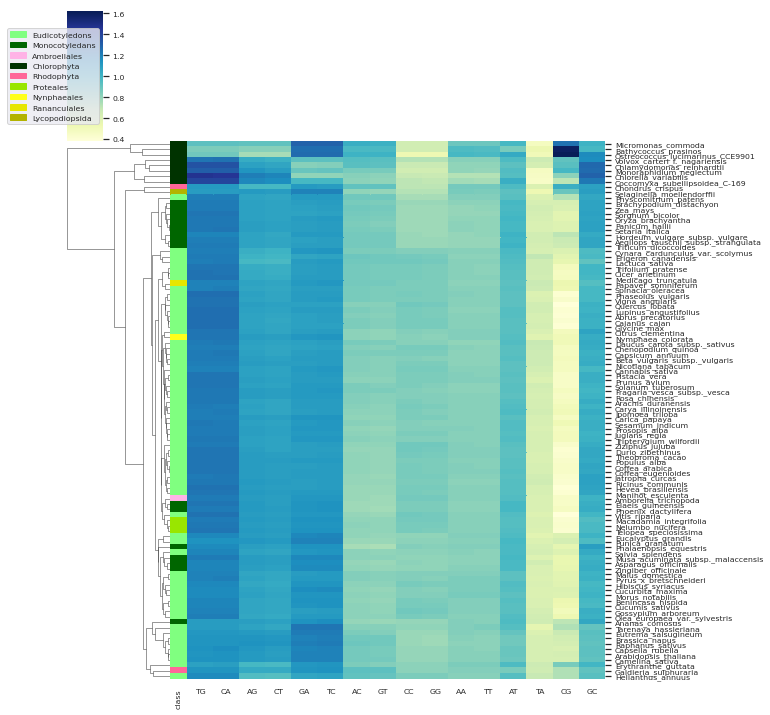 1.6
1.4
1.2
1.0
0.8
0.6
0.4
Eudicotyledons
Monocotyledans
Ambroellales
Chlorophyta
Rhodophyta
Proteales
Nynphaeales
Rananculales
Lycopodiopsida
Micromonas_commoda
Bathycoccus_prasinos
Ostreococcus_lucimarinus_CCE9901
Volvox_carteri_f._nagariensis
Chlamydomonas_reinhardtii
Monoraphidium_neglectum
Chlorella_variabilis
Coccomyxa_subellipsoidea_C-169
Chondrus_crispus
Selaginella_moellendorffii
Physcomitrium_patens
Brachypodium_distachyon
Zea_mays
Sorghum_bicolor
Oryza_brachyantha
Panicum_hallii
Setaria_italica
Hordeum_vulgare_subsp._vulgare
Aegilops_tauschii_subsp._strangulata
Triticum_dicoccoides
Cynara_cardunculus_var._scolymus
Erigeron_canadensis
Lactuca_sativa
Trifolium_pratense
Cicer_arietinum
Medicago_truncatula
Papaver_somniferum
Spinacia_oleracea
Phaseolus_vulgaris
Vigna_angularis
Quercus_lobata
Lupinus_angustifolius
Abrus_precatorius
Cajanus_cajan
Glycine_max
Citrus_clementina
Nymphaea_colorata
Daucus_carota_subsp._sativus
Chenopodium_quinoa
Capsicum_annuum
Beta_vulgaris_subsp._vulgaris
Nicotiana_tabacum
Cannabis_sativa
Pistacia_vera
Prunus_avium
Solanum_tuberosum
Fragaria_vesca_subsp._vesca
Rosa_chinensis
Arachis_duranensis
Carya_illinoinensis
Ipomoea_triloba
Carica_papaya
Sesamum_indicum
Prosopis_alba
Juglans_regia
Tripterygium_wilfordii
Ziziphus_jujuba
Durio_zibethinus
Theobroma_cacao
Populus_alba
Coffea_arabica
Coffea_eugenioides
Jatropha_curcas
Ricinus_communis
Hevea_brasiliensis
Manihot_esculenta
Amborella_trichopoda
Elaeis_guineensis
Phoenix_dactylifera
Vitis_riparia
Macadamia_integrifolia
Nelumbo_nucifera
Telopea_speciosissima
Eucalyptus_grandis
Punica_granatum
Phalaenopsis_equestris
Salvia_splendens
Musa_acuminata_subsp._malaccensis
Asparagus_officinalis
Zingiber_officinale
Malus_domestica
Pyrus_x_bretschneideri
Hibiscus_syriacus
Cucurbita_maxima
Morus_notabilis
Benincasa_hispida
Cucumis_sativus
Gossypium_arboreum
Olea_europaea_var._sylvestris
Ananas_comosus
Tarenaya_hassleriana
Eutrema_salsugineum
Brassica_napus
Raphanus_sativus
Capsella_rubella
Arabidopsis_thaliana
Camelina_sativa
Erythranthe_guttata
Galdieria_sulphuraria
Helianthus_annuus
class TG CA AG CT GA TC AC GT CC GG AA TT AT TA CG GC